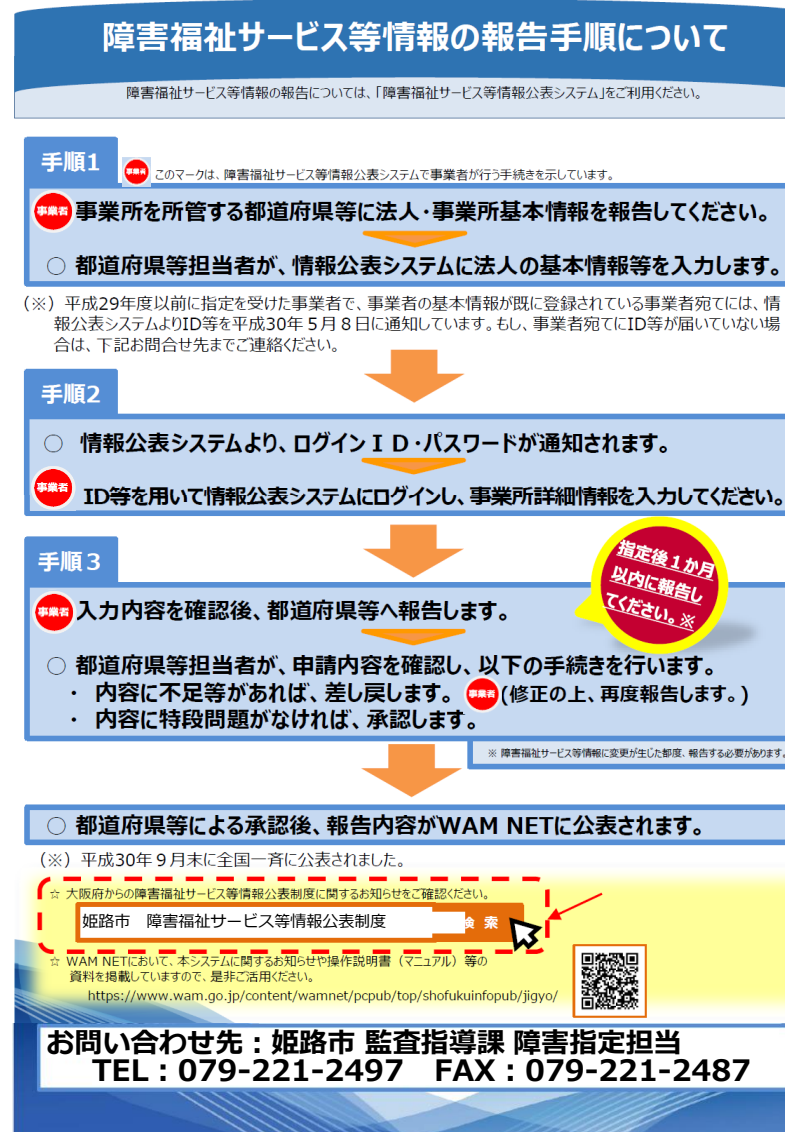 障害福祉サービス等情報の報告手順について
障害福祉サービス等情報の報告については、「障害福祉サービス等情報公表システム」をご利用ください。
手順1
事業者 このマークは、障害福祉サービス等情報公表システムで事業者が行う手続きを示しています。
事業者 事業所を所管する都道府県等に法人・事業所基本情報を報告してください。
○ 都道府県等担当者が、情報公表システムに法人の基本情報等を入力します。
（※）平成29年度以前に指定を受けた事業者で、事業者の基本情報が既に登録されている事業者宛てには、情
報公表システムよりID等を平成30年５月８日に通知しています。もし、事業者宛てにID等が届いていない場
合は、下記お問合せ先までご連絡ください。
手順2
○ 情報公表システムより、ログインＩＤ・パスワードが通知されます。
事業者 ID等を用いて情報公表システムにログインし、事業所詳細情報を入力してください。
手順３
指定後１か月
以内に報告し
てください。※
事業者 入力内容を確認後、都道府県等へ報告します。
○ 都道府県等担当者が、申請内容を確認し、以下の手続きを行います。
・ 内容に不足等があれば、差し戻します。 事業者 (修正の上、再度報告します。)
・ 内容に特段問題がなければ、承認します。
※ 障害福祉サービス等情報に変更が生じた都度、報告する必要があります。
○ 都道府県等による承認後、報告内容がWAM NETに公表されます。
（※）平成30年９月末に全国一斉に公表されました。
☆ 大阪府からの障害福祉サービス等情報公表制度に関するお知らせをご確認ください。
姫路市　障害福祉サービス等情報公表制度 検 索
☆ WAM NETにおいて、本システムに関するお知らせや操作説明書（マニュアル）等の
資料を掲載していますので、是非ご活用ください。
https://www.wam.go.jp/content/wamnet/pcpub/top/shofukuinfopub/jigyo/
お問い合わせ先：姫路市 監査指導課 障害指定担当
TEL：079-221-2497　FAX：079-221-2487